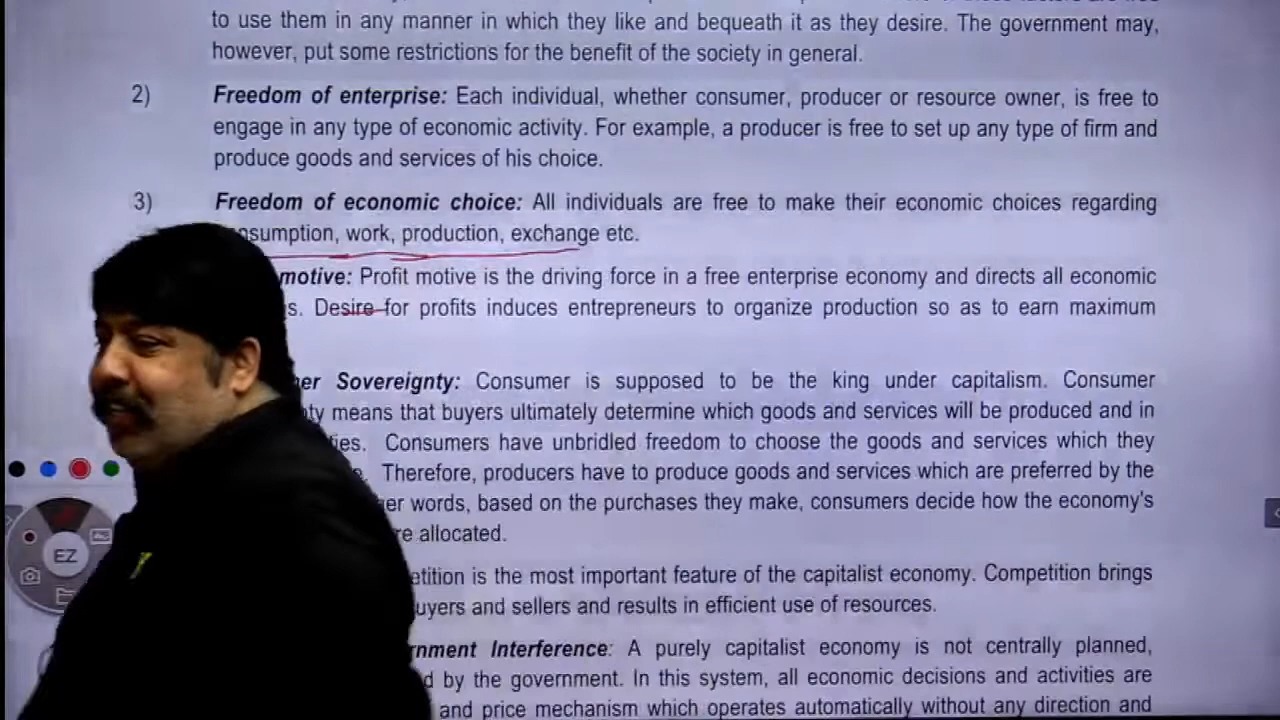 to use them in any manner in which they like and bequeath it as they desire. The government may,
however, put some restrictions for the benefit of the society in general.
2) Freedom of enterprise: Each individual, whether consumer, producer or resource owner, is free to
engage in any type of economic activity. For example, a producer is free to set up any type of firm and
produce goods and services of his choice.
3) Freedom of economic choice: All individuals are free to make their economic choices regarding
nsumption, work, production, exchange etc.
motive: Profit motive is the driving force in a free enterprise economy and directs all economic
s. Desire for profits induces entrepreneurs to organize production so as to earn maximum
er Sovereignty: Consumer is supposed to be the king under capitalism. Consumer
ty means that buyers ultimately determine which goods and services will be produced and in
ies. Consumers have unbridled freedom to choose the goods and services which they
Therefore, producers have to produce goods and services which are preferred by the
er words, based on the purchases they make, consumers decide how the economy's
re allocated.
etition is the most important feature of the capitalist economy. Competition brings
uyers and sellers and results in efficient use of resources.
rnment Interference: A purely capitalist economy is not centrally planned,
d by the government. In this system, all economic decisions and activities are
and price mechanism which operates automatically without any direction and
EZ